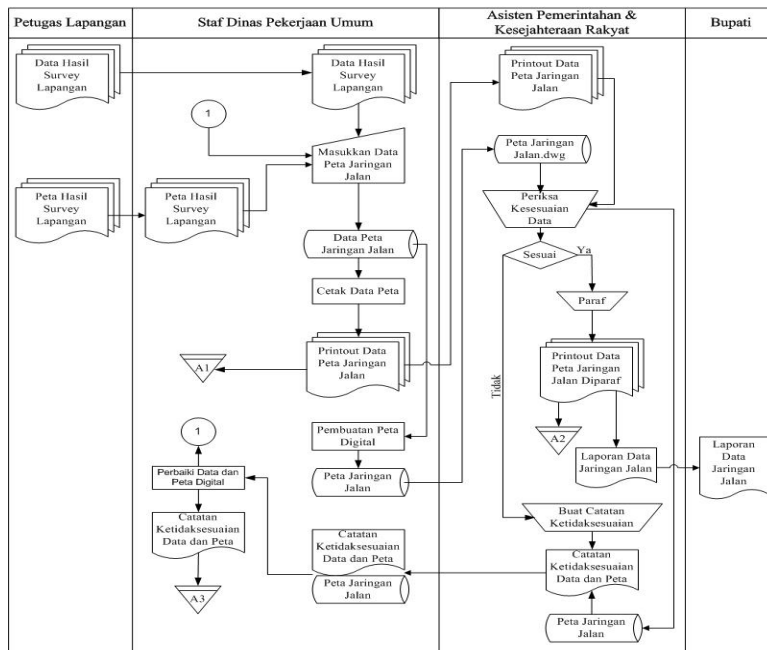 Petugas Lapangan
Staf Dinas Pekerjaan Umum
Asisten Pemerintahan &
Kesejahteraan Rakyat
Bupati
Data Hasil
Survey
Lapangan
Data Hasil
Survey
Lapangan
Printout Data
Peta Jaringan
Jalan
1
Masukkan Data
Peta Jaringan
Jalan
Peta Jaringan
Jalan.dwg
Peta Hasil
Survey
Lapangan
Peta Hasil
Survey
Lapangan
Periksa
Kesesuaian
Data
Data Peta
Jaringan Jalan
Sesuai
Ya
Cetak Data Peta
Paraf
A1
Printout Data
Peta Jaringan
Jalan
Printout Data
Peta Jaringan
Jalan Diparaf
Tidak
A2
1
Pembuatan Peta
Digital
Laporan Data
Jaringan Jalan
Laporan
Data
Jaringan
Jalan
Perbaiki Data dan
Peta Digital
Peta Jaringan
Jalan
Buat Catatan
Ketidaksesuaian
Catatan
Ketidaksesuaian
Data dan Peta
Catatan
Ketidaksesuaian
Data dan Peta
Catatan
Ketidaksesuaian
Data dan Peta
Peta Jaringan
Jalan
A3
Peta Jaringan
Jalan